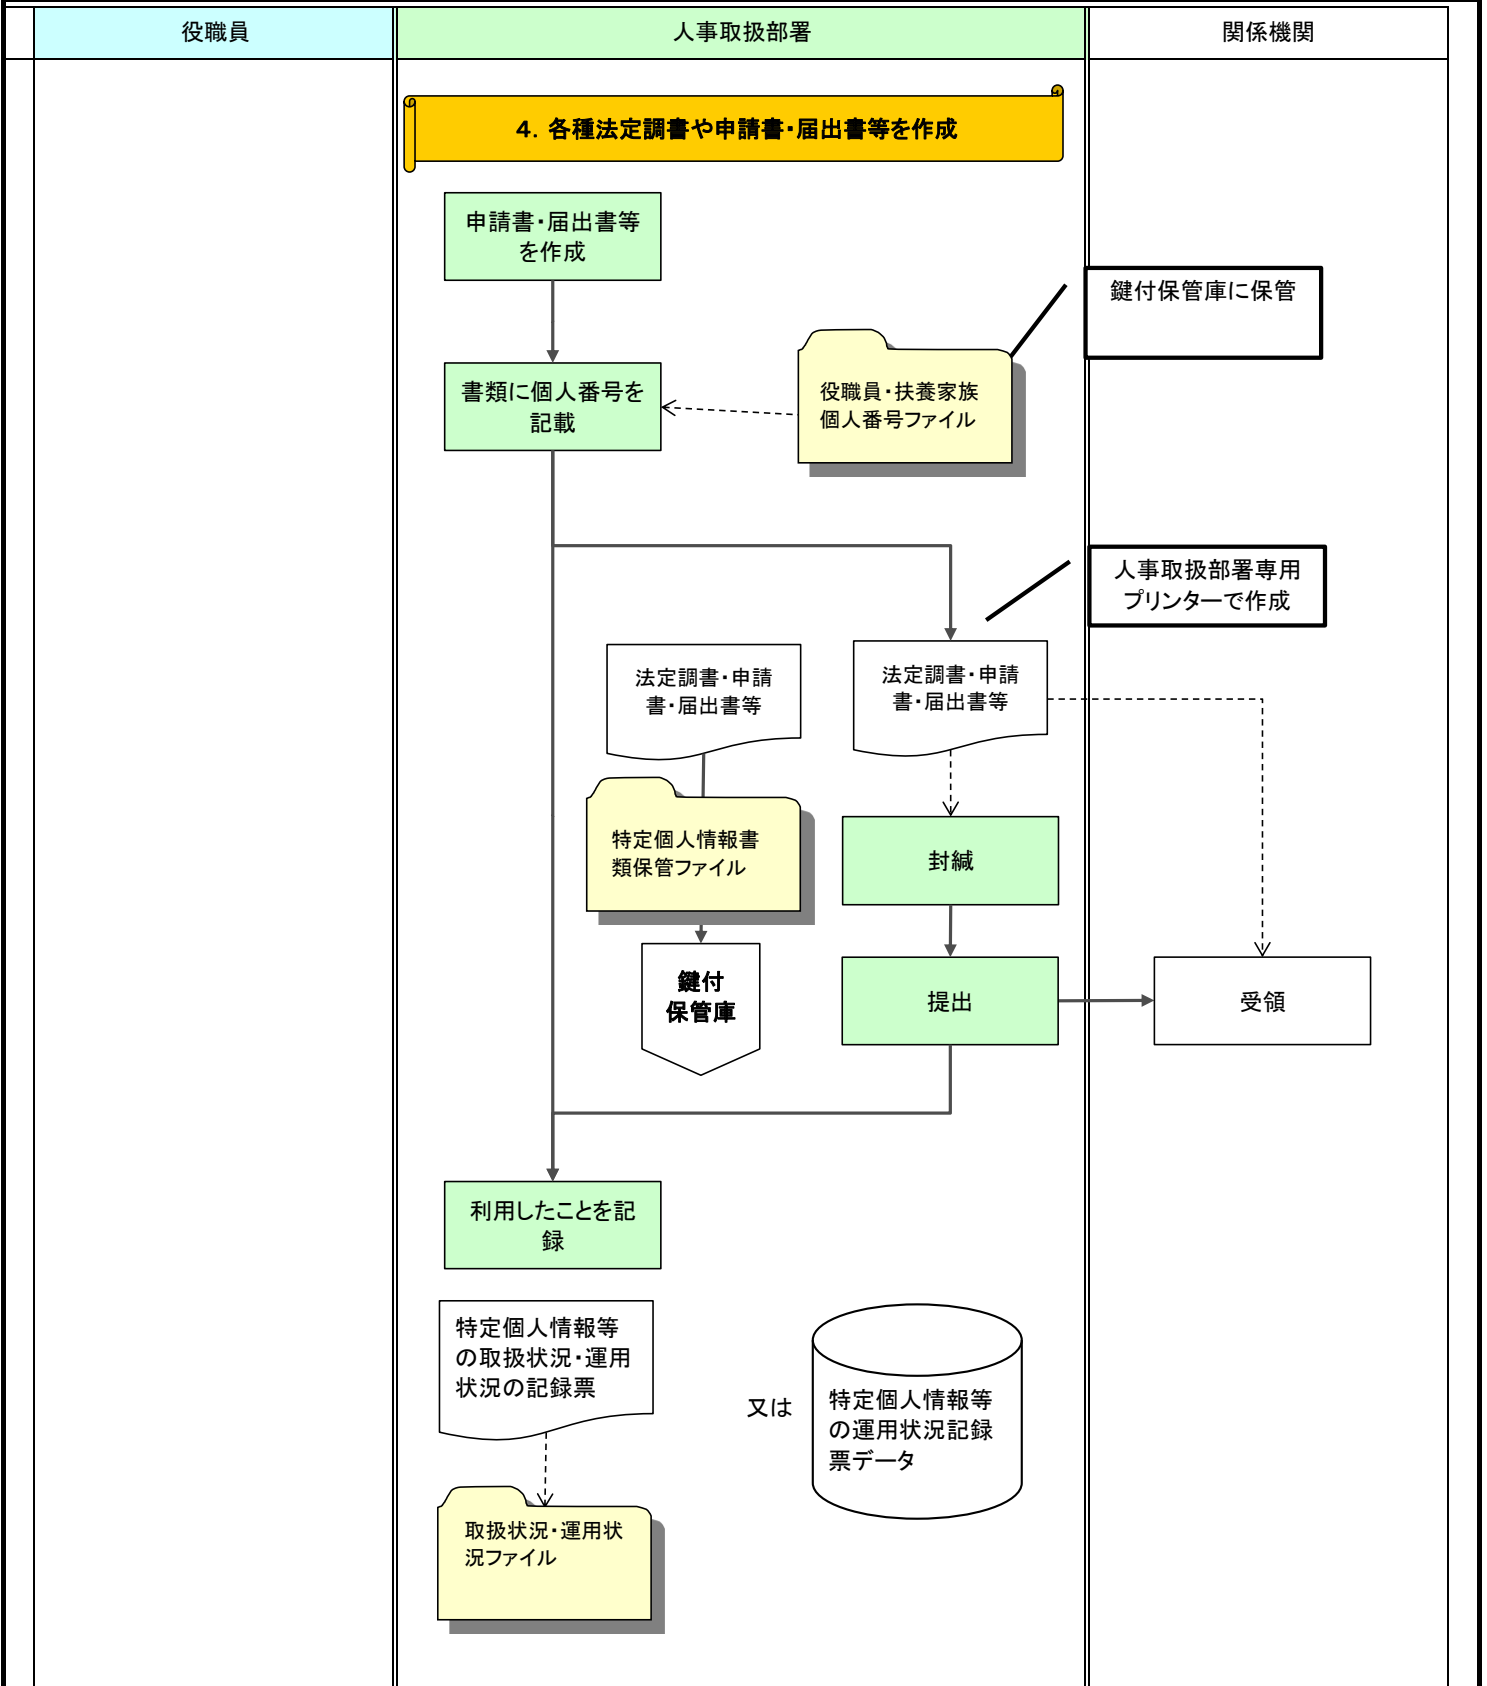 役職員
人事取扱部署
関係機関
４．各種法定調書や申請書・届出書等を作成
申請書・届出書等
を作成
鍵付保管庫に保管
書類に個人番号を
記載
役職員・扶養家族
個人番号ファイル
人事取扱部署専用
プリンターで作成
法定調書・申請
書・届出書等
法定調書・申請
書・届出書等
特定個人情報書
類保管ファイル
封緘
鍵付
保管庫
提出
受領
利用したことを記
録
特定個人情報等
の取扱状況・運用
状況の記録票
又は
特定個人情報等
の運用状況記録
票データ
取扱状況・運用状
況ファイル